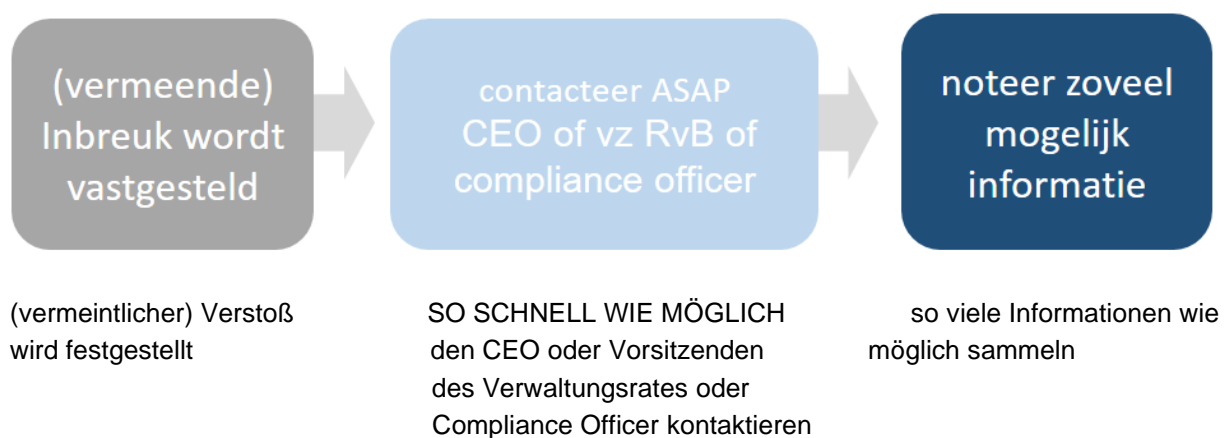 (vermeende)
Inbreuk wordt
vastgesteld
contacteer ASAP
CEO of vz RvB of
compliance officer
noteer zoveel
mogelijk
informatie
(vermeintlicher) Verstoß
wird festgestellt
SO SCHNELL WIE MÖGLICH
den CEO oder Vorsitzenden
des Verwaltungsrates oder
Compliance Officer kontaktieren
so viele Informationen wie
möglich sammeln